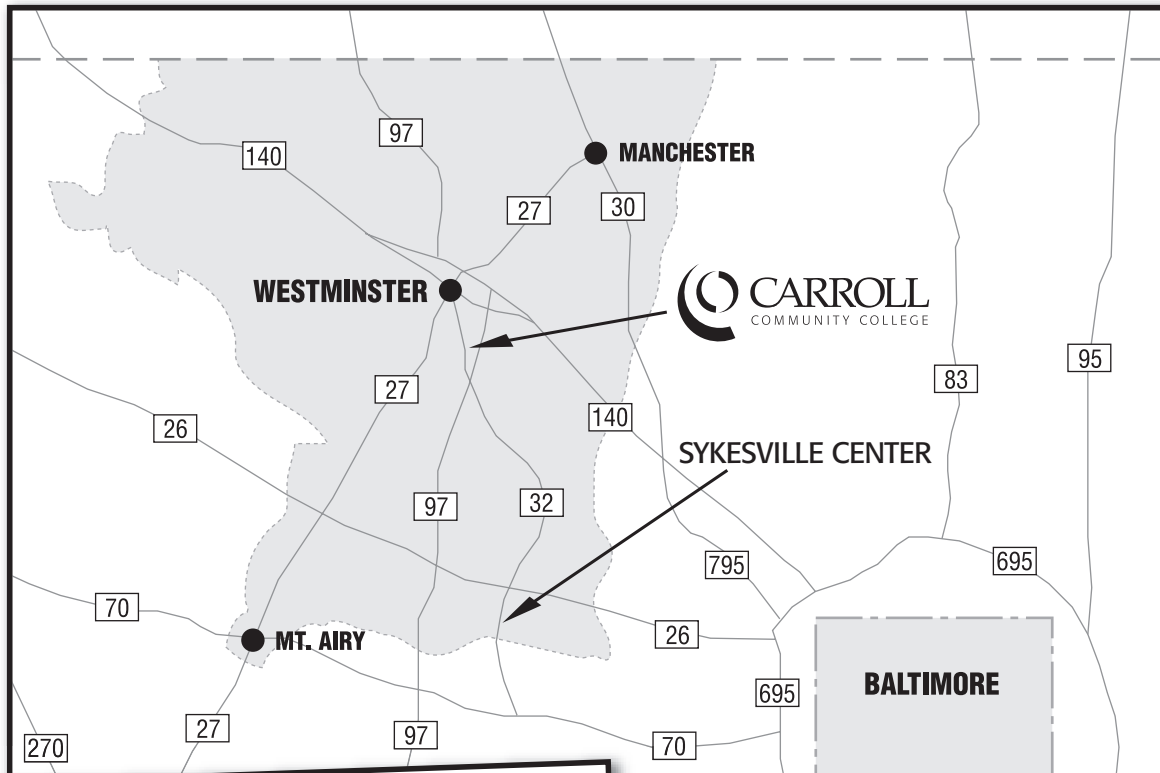 97
140
MANCHESTER
27
30
WESTMINSTER
CARROLL
COMMUNITY COLLEGE
95
83
27
140
26
SYKESVILLE CENTER
97
32
795
695
70
26
MT. AIRY
BALTIMORE
695
27
97
70
270